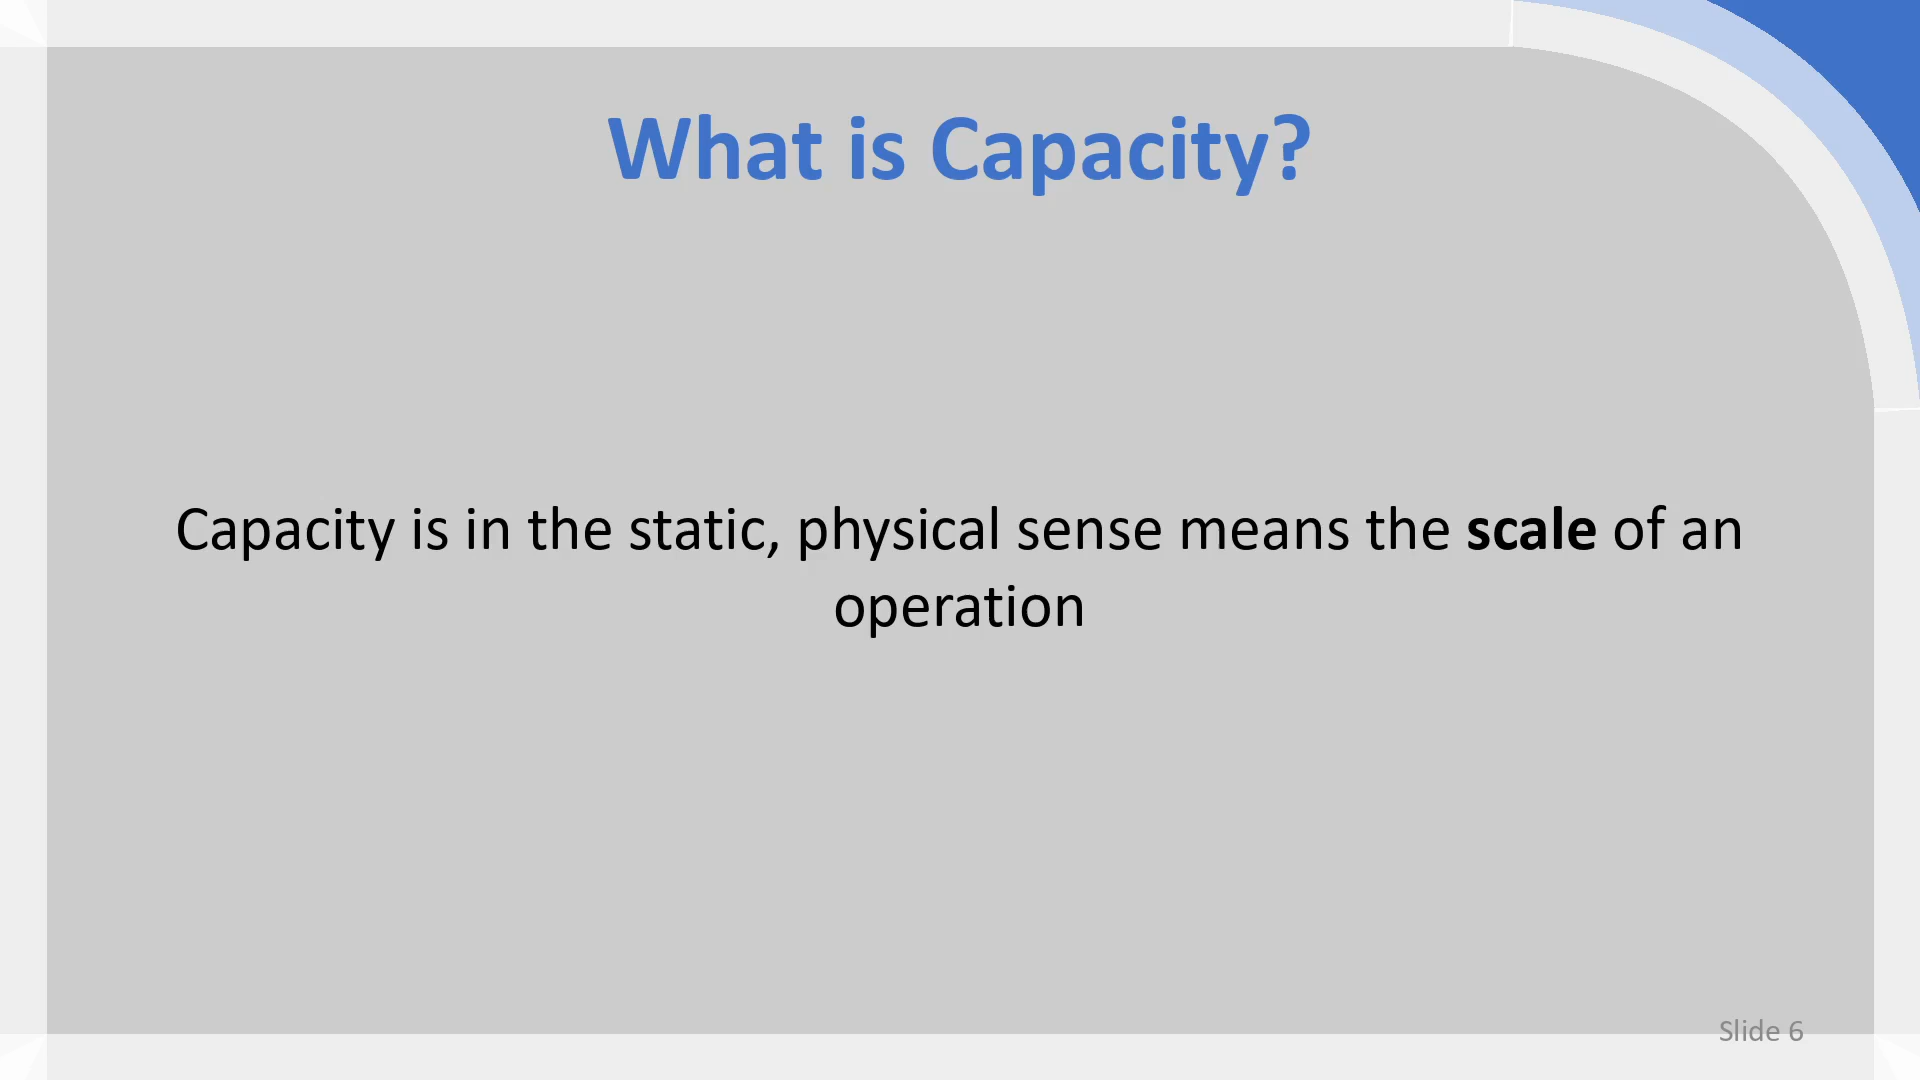 What is Capacity?
Capacity is in the static, physical sense means the scale of an
operation
Slide 6